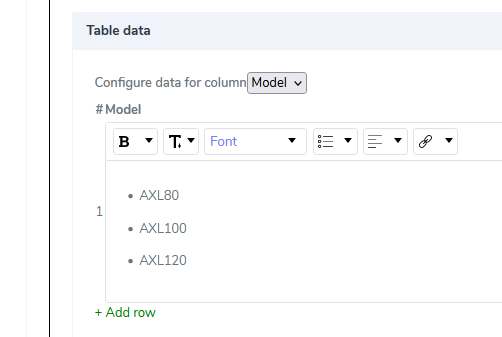 Table data
Configure data for column Model
# Model
B T Font
1
• AXL80
• AXL100
• AXL120
+ Add row